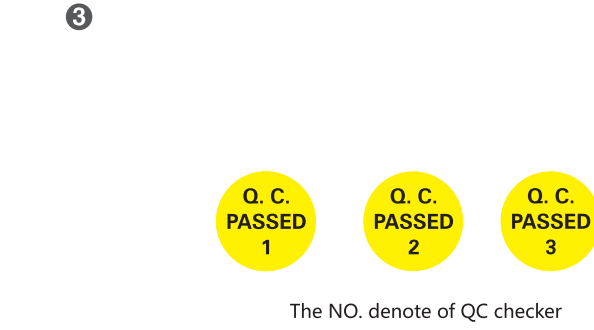 ❸
Q. C. PASSED 1
Q. C. PASSED 2
Q. C. PASSED 3
The NO. denote of QC checker